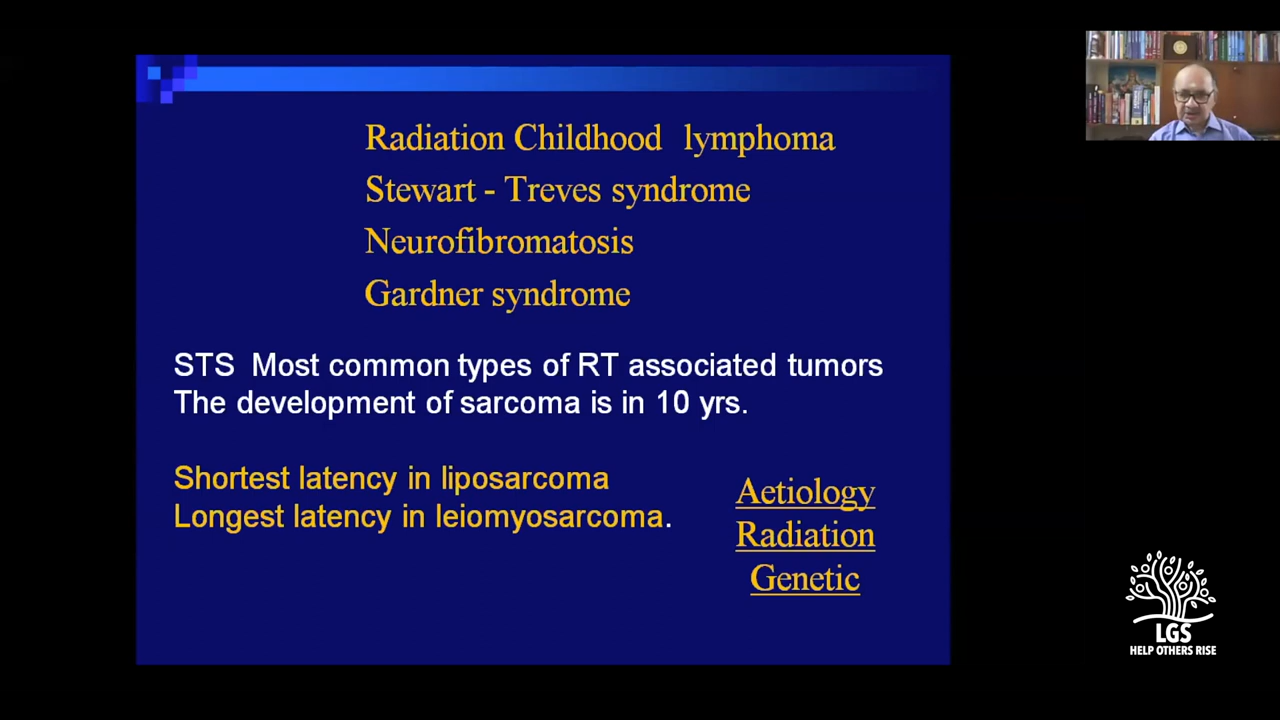 Radiation Childhood lymphoma
Stewart - Treves syndrome
Neurofibromatosis
Gardner syndrome
STS Most common types of RT associated tumors
The development of sarcoma is in 10 yrs.
Shortest latency in liposarcoma
Longest latency in leiomyosarcoma.
Aetiology
Radiation
Genetic
LGS
HELP OTHERS RISE